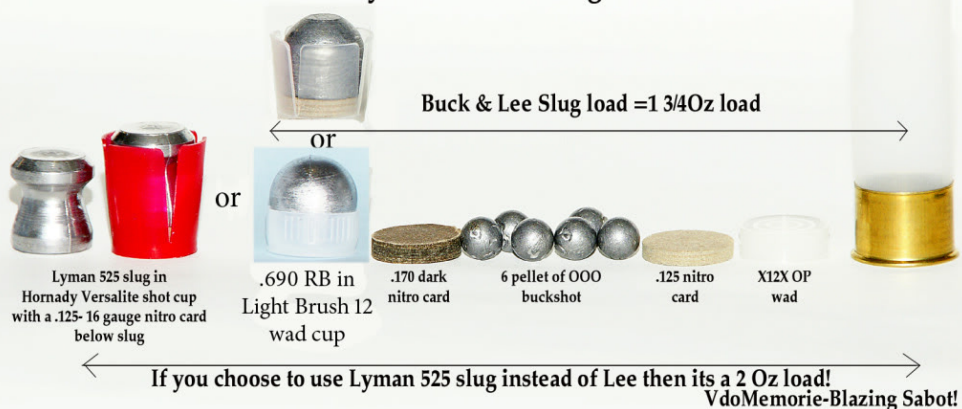 Buck & Lee Slug load =1 3/4Oz load
or
or
Lyman 525 slug in
Hornady Versalite shot cup
with a .125- 16 gauge nitro card
below slug
.690 RB in
Light Brush 12
wad cup
.170 dark
nitro card
6 pellet of OOO
buckshot
.125 nitro
card
X12X OP
wad
If you choose to use Lyman 525 slug instead of Lee then its a 2 Oz load!
VdoMemorie-Blazing Sabot!